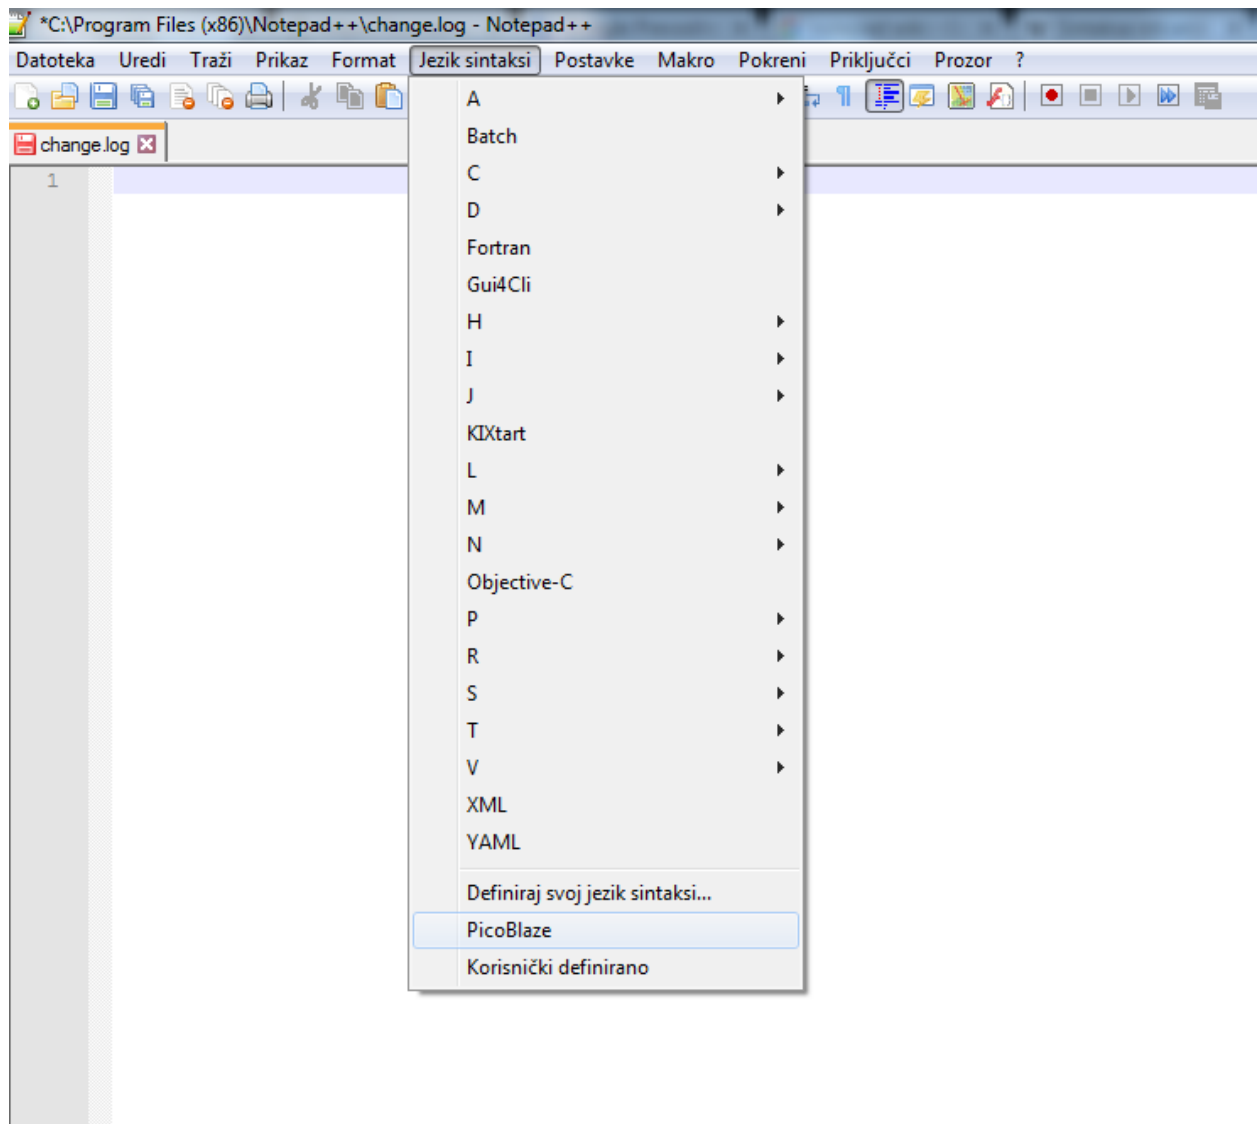 *C:\Program Files (x86)\Notepad++\change.log - Notepad++
Datoteka Uredi Traži Prikaz Format Jezik sintaksi Postavke Makro Pokreni Priključci Prozor ?
change.log
1
A
Batch
C
D
Fortran
Gui4Cli
H
I
J
KIXtart
L
M
N
Objective-C
P
R
S
T
V
XML
YAML
Definiraj svoj jezik sintaksi...
PicoBlaze
Korisnički definirano